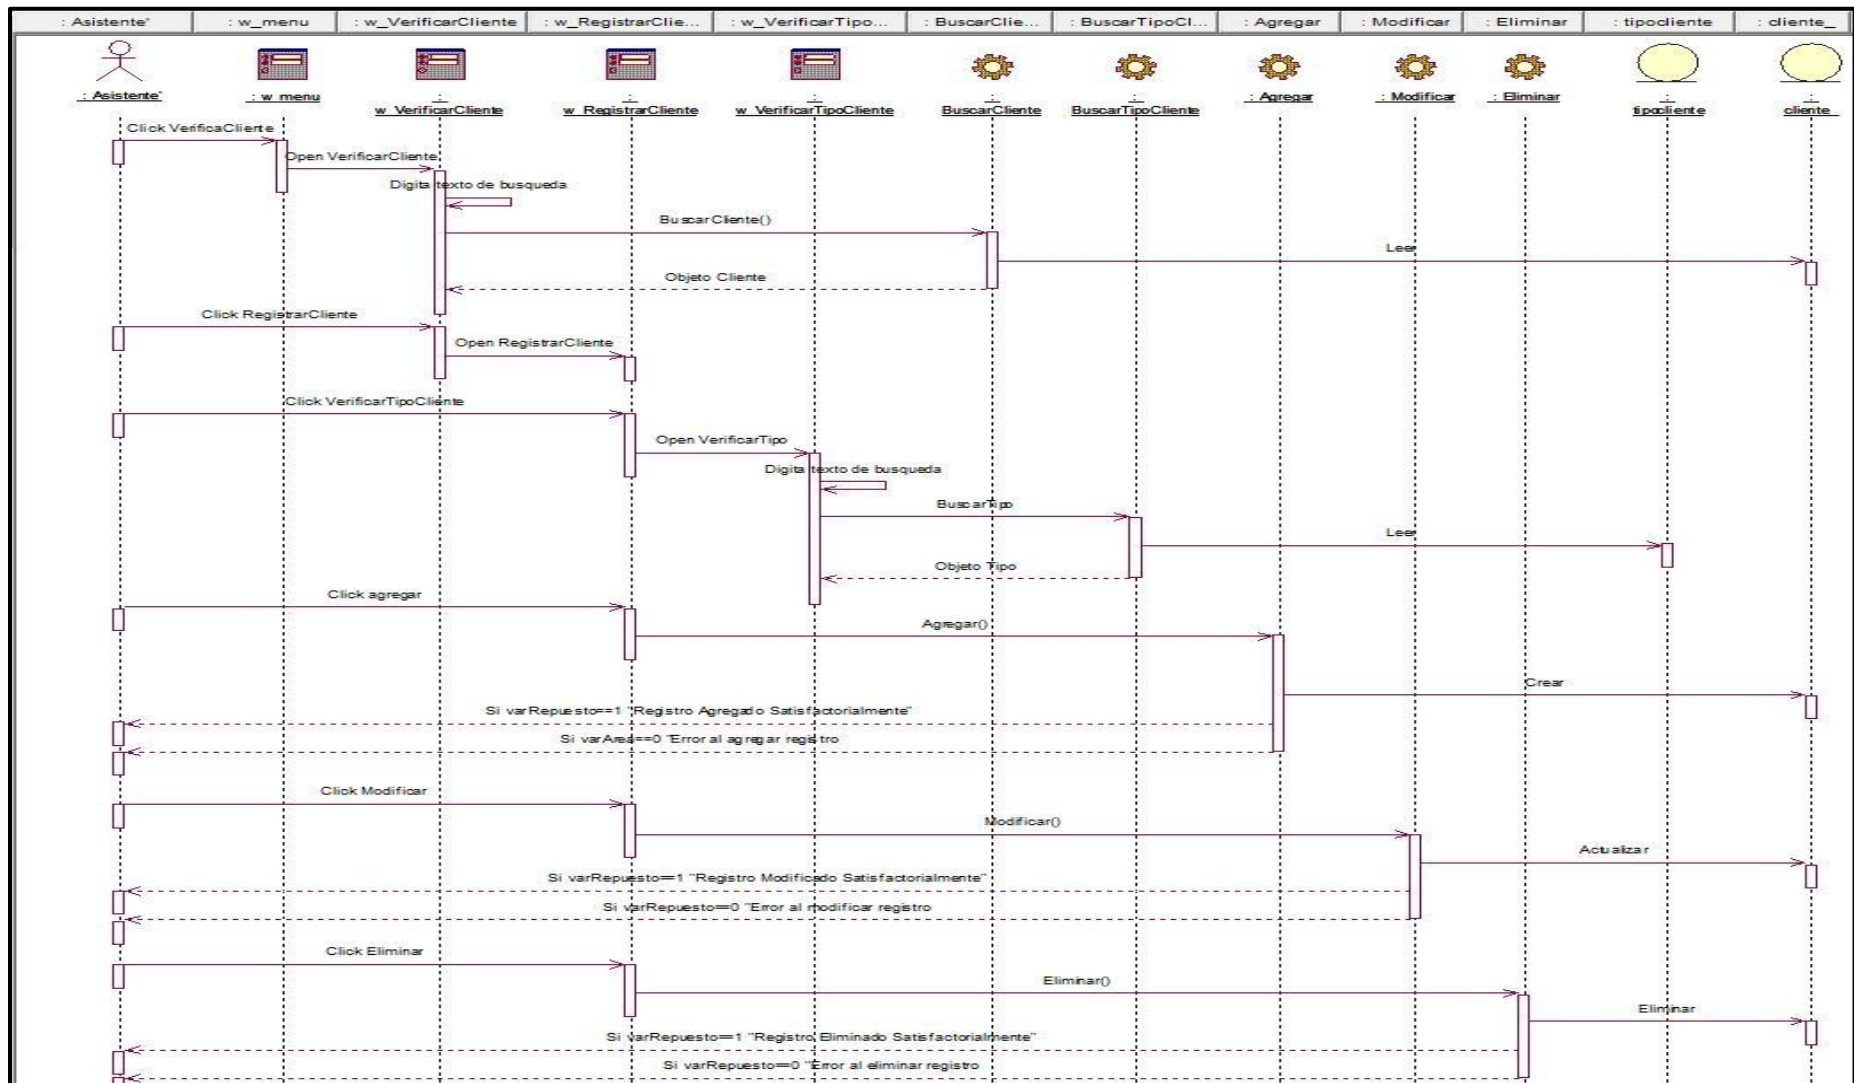 : Asistente'
: w_menu
: w_VerificarCliente
: w_RegistrarClie...
: w_VerificarTipo...
: BuscarClie...
: BuscarTipoCl...
: Agregar
: Modificar
: Eliminar
: tipocliente
: cliente_
: Asistente'
: w_menu
: w_VerificarCliente
: w_RegistrarCliente
: w_VerificarTipoCliente
: BuscarCliente
: BuscarTipoCliente
: Agregar
: Modificar
: Eliminar
: tipocliente
: cliente_
Click VerificaCliente
Open VerificarCliente
Digita texto de busqueda
BuscarCliente()
Leer
Objeto Cliente
Click RegistrarCliente
Open RegistrarCliente
Click VerificarTipoCliente
Open VerificarTipo
Digita texto de busqueda
BuscarTipo
Leer
Objeto Tipo
Click agregar
Agregar()
Crear
Si varRepuesto==1 "Registro Agregado Satisfactorialmente"
Si varArea==0 "Error al agregar registro
Click Modificar
Modificar()
Actualizar
Si varRepuesto==1 "Registro Modificado Satisfactorialmente"
Si varRepuesto==0 "Error al modificar registro
Click Eliminar
Eliminar()
Eliminar
Si varRepuesto==1 "Registro Eliminado Satisfactorialmente"
Si varRepuesto==0 "Error al eliminar registro